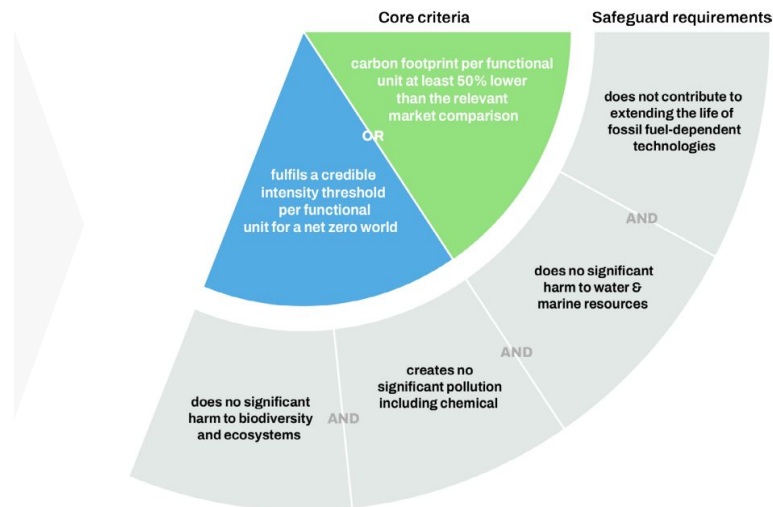 Core criteria
Safeguard requirements
carbon footprint per functional
unit at least 50% lower
than the relevant
market comparison
OR
fulfils a credible
intensity threshold
per functional
unit for a net zero world
does not contribute to
extending the life of
fossil fuel-dependent
technologies
AND
does no significant
harm to water &
marine resources
AND
creates no
significant pollution
including chemical
AND
does no significant
harm to biodiversity
and ecosystems